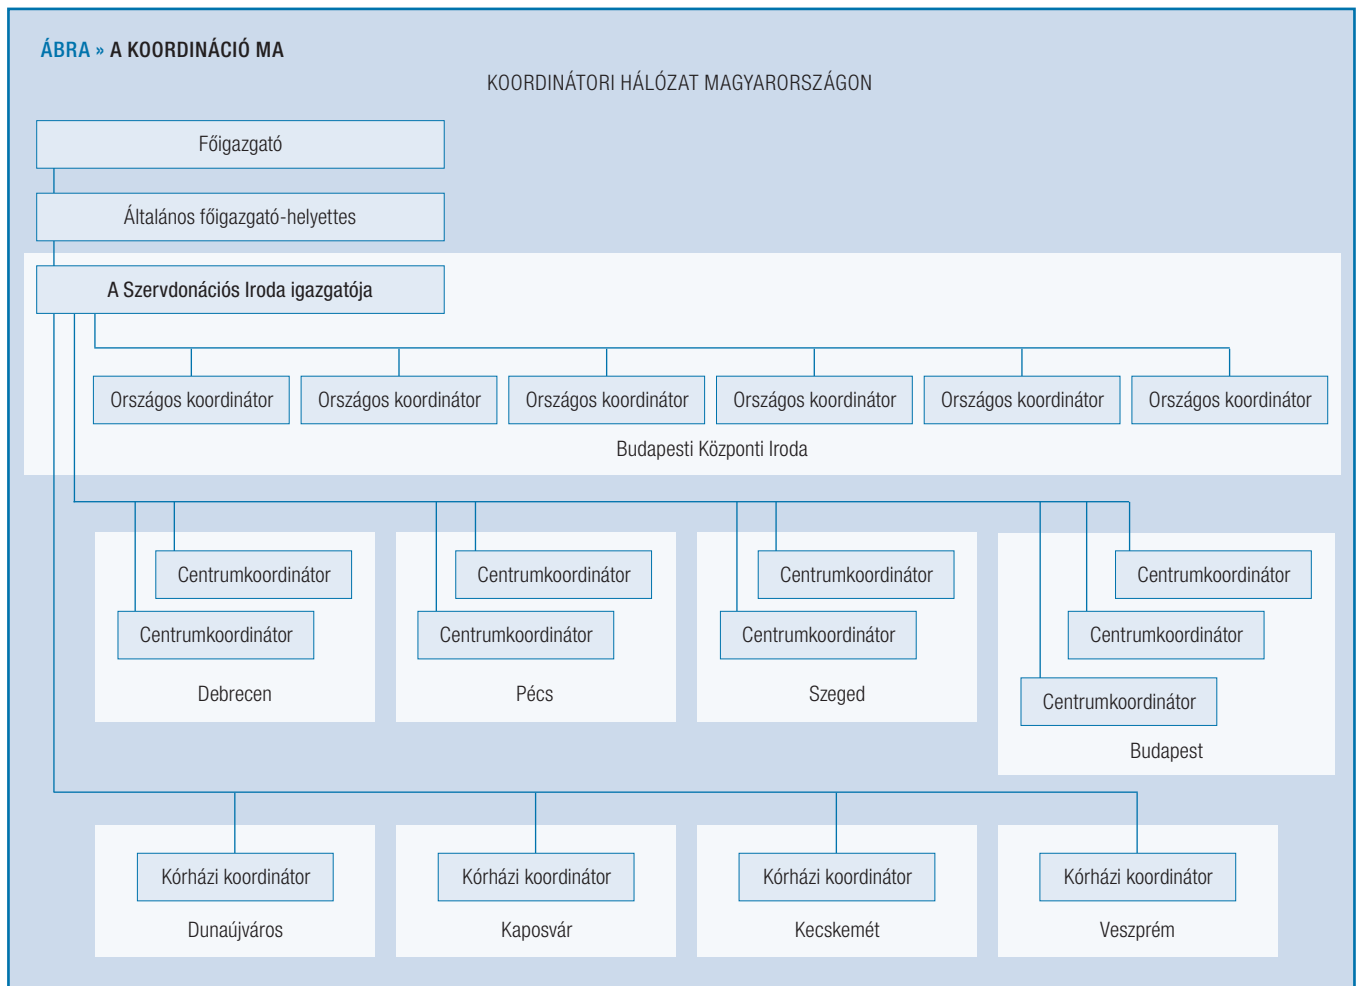 ÁBRA » A KOORDINÁCIÓ MA
KOORDINÁTORI HÁLÓZAT MAGYARORSZÁGON
Főigazgató
Általános főigazgató-helyettes
A Szervdonációs Iroda igazgatója
Országos koordinátor
Országos koordinátor
Országos koordinátor
Országos koordinátor
Országos koordinátor
Országos koordinátor
Budapesti Központi Iroda
Centrumkoordinátor
Centrumkoordinátor
Debrecen
Centrumkoordinátor
Centrumkoordinátor
Pécs
Centrumkoordinátor
Centrumkoordinátor
Szeged
Centrumkoordinátor
Centrumkoordinátor
Centrumkoordinátor
Budapest
Kórházi koordinátor
Dunaújváros
Kórházi koordinátor
Kaposvár
Kórházi koordinátor
Kecskemét
Kórházi koordinátor
Veszprém